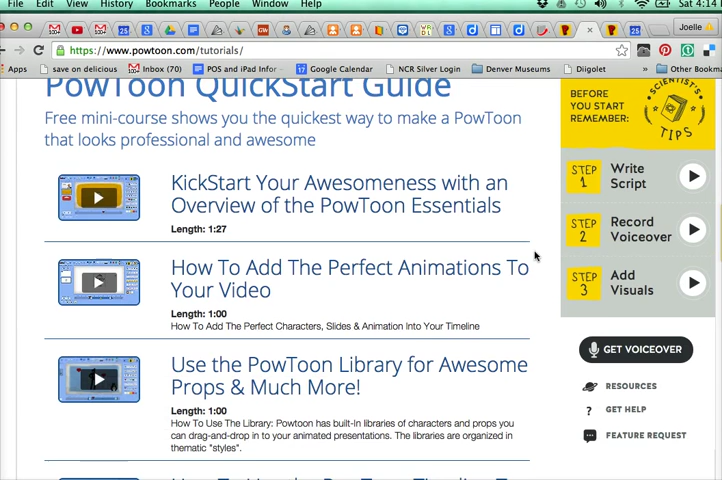 File Edit View History Bookmarks People Window Help
Sat 4:14
Joelle
https://www.powtoon.com/tutorials/
Apps save on delicious Inbox (70) POS and iPad Infor Google Calendar NCR Silver Login Denver Museums Diigolet Other Bookma
PowToon QuickStart Guide
Free mini-course shows you the quickest way to make a PowToon
that looks professional and awesome
KickStart Your Awesomeness with an
Overview of the PowToon Essentials
Length: 1:27
How To Add The Perfect Animations To
Your Video
Length: 1:00
How To Add The Perfect Characters, Slides & Animation Into Your Timeline
Use the PowToon Library for Awesome
Props & Much More!
Length: 1:00
How To Use The Library: Powtoon has built-In libraries of characters and props you
can drag-and-drop in to your animated presentations. The libraries are organized in
thematic "styles".
BEFORE
YOU START
REMEMBER:
SCIENTIST'S
TIPS
STEP
1
Write
Script
STEP
2
Record
Voiceover
STEP
3
Add
Visuals
GET VOICEOVER
RESOURCES
GET HELP
FEATURE REQUEST